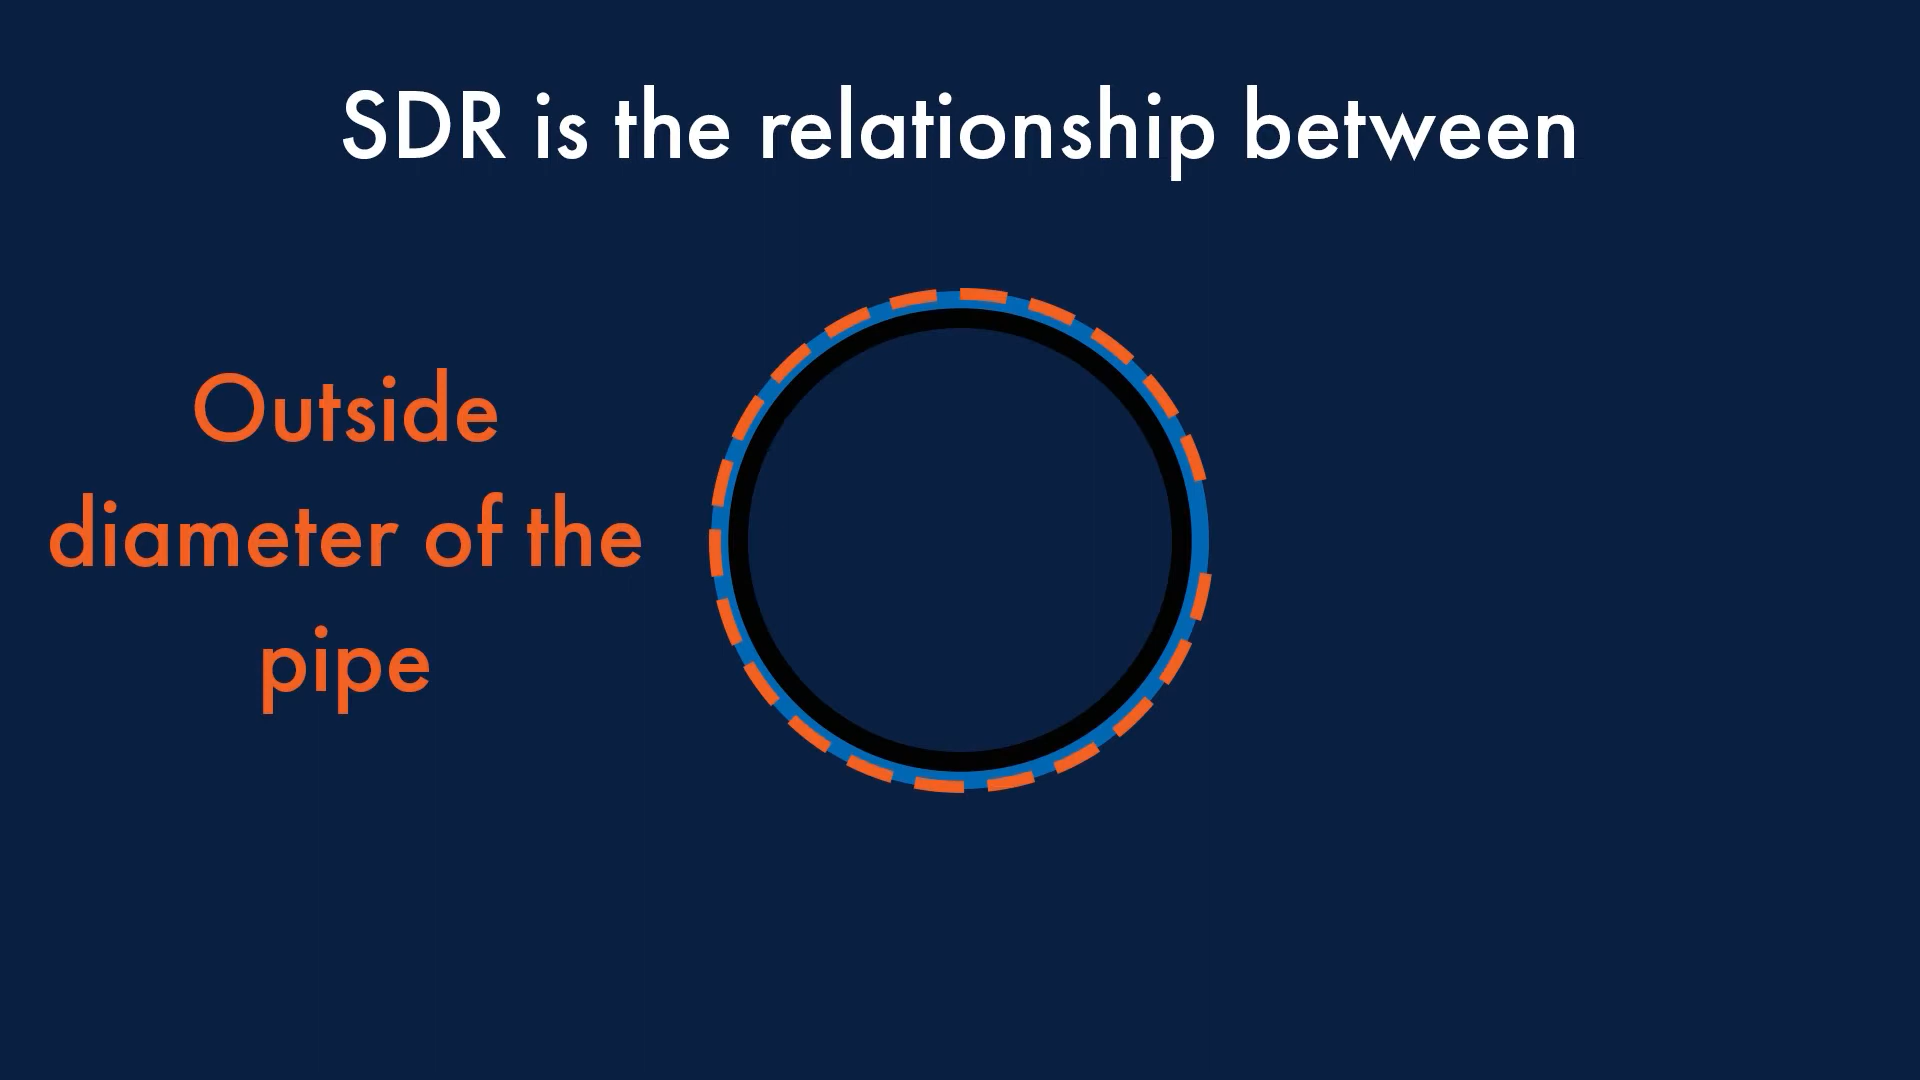 SDR is the relationship between
Outside
diameter of the
pipe